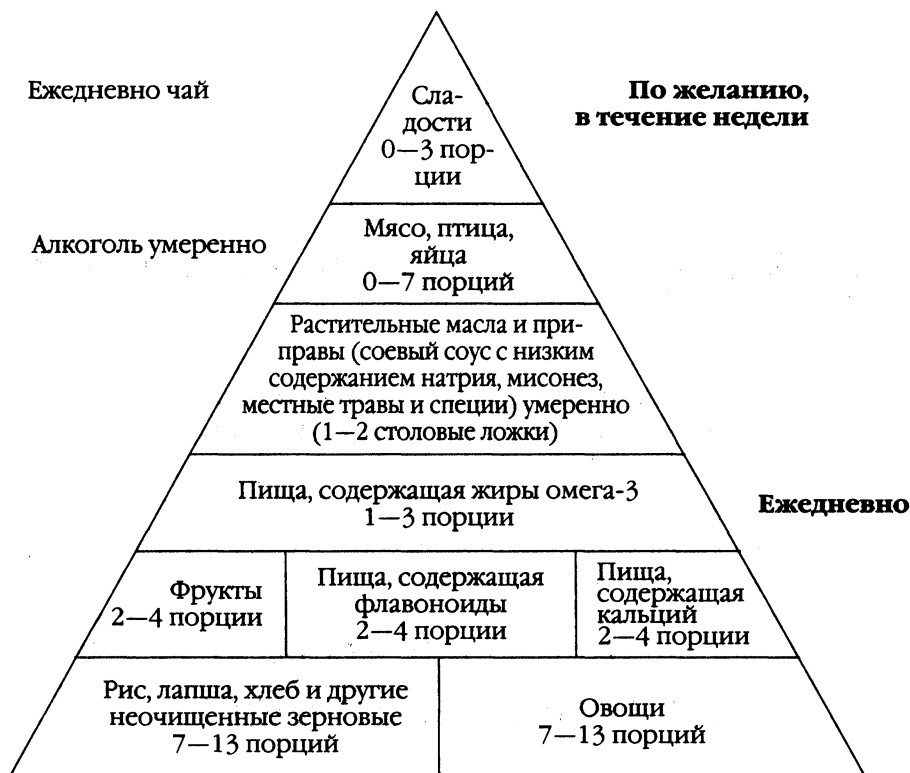 Ежедневно чай
По желанию,
в течение недели
Сла-
дости
0—3 пор-
ции
Алкоголь умеренно
Мясо, птица,
яйца
0—7 порций
Растительные масла и при-
правы (соевый соус с низким
содержанием натрия, мисонез,
местные травы и специи) умеренно
(1—2 столовые ложки)
Пища, содержащая жиры омега-3
1—3 порции
Ежедневно
Фрукты
2—4 порции
Пища, содержащая
флавоноиды
2—4 порции
Пища,
содержащая
кальций
2—4 порции
Рис, лапша, хлеб и другие
неочищенные зерновые
7—13 порций
Овощи
7—13 порций